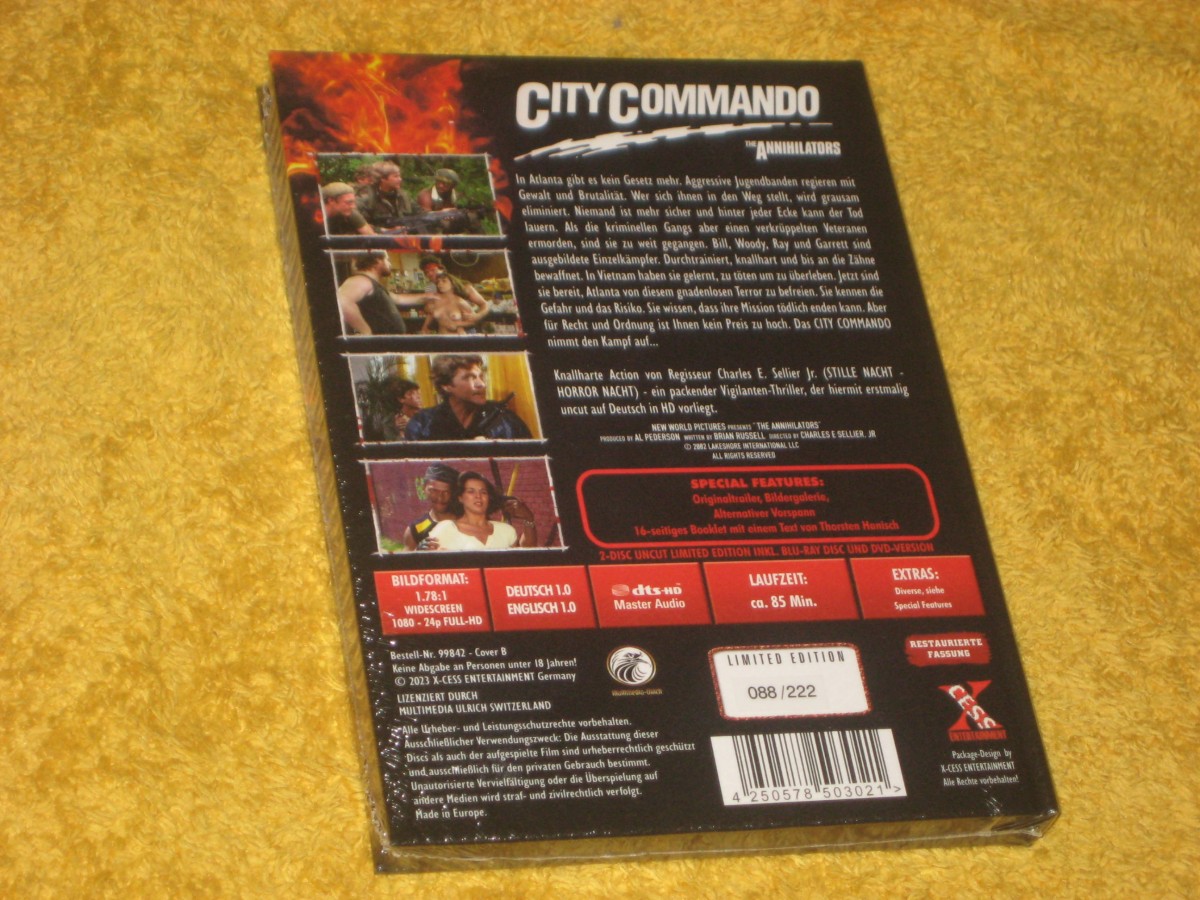 CITY COMMANDO
THE ANNIHILATORS
In Atlanta gibt es kein Gesetz mehr. Aggressive Jugendbanden regieren mit
Gewalt und Brutalität. Wer sich ihnen in den Weg stellt, wird grausam
eliminiert. Niemand ist mehr sicher und hinter jeder Ecke kann der Tod
lauern. Als die kriminellen Gangs aber einen verkrüppelten Veteranen
ermorden, sind sie zu weit gegangen. Bill, Woody, Ray und Garrett sind
ausgebildete Einzelkämpfer. Durchtrainiert, knallhart und bis an die Zähne
bewaffnet. In Vietnam haben sie gelernt, zu töten um zu überleben. Jetzt sind
sie bereit, Atlanta von diesem gnadenlosen Terror zu befreien. Sie kennen die
Gefahr und das Risiko. Sie wissen, dass ihre Mission tödlich enden kann. Aber
für Recht und Ordnung ist Ihnen kein Preis zu hoch. Das CITY COMMANDO
nimmt den Kampf auf...
Knallharte Action von Regisseur Charles E. Sellier Jr. (STILLE NACHT -
HORROR NACHT) - ein packender Vigilanten-Thriller, der hiermit erstmalig
uncut auf Deutsch in HD vorliegt.
NEW WORLD PICTURES PRESENTS "THE ANNIHILATORS"
PRODUCED BY AL PEDERSON WRITTEN BY BRIAN RUSSELL DIRECTED BY CHARLES E SELLIER, JR
© 2002 LAKESHORE INTERNATIONAL LLC
ALL RIGHTS RESERVED
SPECIAL FEATURES:
Originaltrailer, Bildergalerie,
Alternativer Vorspann
16-seitiges Booklet mit einem Text von Thorsten Hanisch
2-DISC UNCUT LIMITED EDITION INKL. BLU-RAY DISC UND DVD-VERSION
BILDFORMAT:
1.78:1
WIDESCREEN
1080 - 24p FULL-HD
DEUTSCH 1.0
ENGLISCH 1.0
dts-HD
Master Audio
LAUFZEIT:
ca. 85 Min.
EXTRAS:
Diverse, siehe
Special Features
Bestell-Nr. 99842 - Cover B
Keine Abgabe an Personen unter 18 Jahren!
© 2023 X-CESS ENTERTAINMENT Germany
LIZENZIERT DURCH
MULTIMEDIA ULRICH SWITZERLAND
Alle Urheber- und Leistungsschutzrechte vorbehalten.
Ausschließlicher Verwendungszweck: Die Ausstattung dieser
Discs als auch der aufgespielte Film sind urheberrechtlich geschützt
und ausschließlich für den privaten Gebrauch bestimmt.
Unautorisierte Vervielfältigung oder die Überspielung auf
andere Medien wird straf- und zivilrechtlich verfolgt.
Made in Europe.
LIMITED EDITION
088 /222
4 250578 503021 >
RESTAURIERTE
FASSUNG
X-CESS
ENTERTAINMENT
Package-Design by
X-CESS ENTERTAINMENT
Alle Rechte vorbehalten!